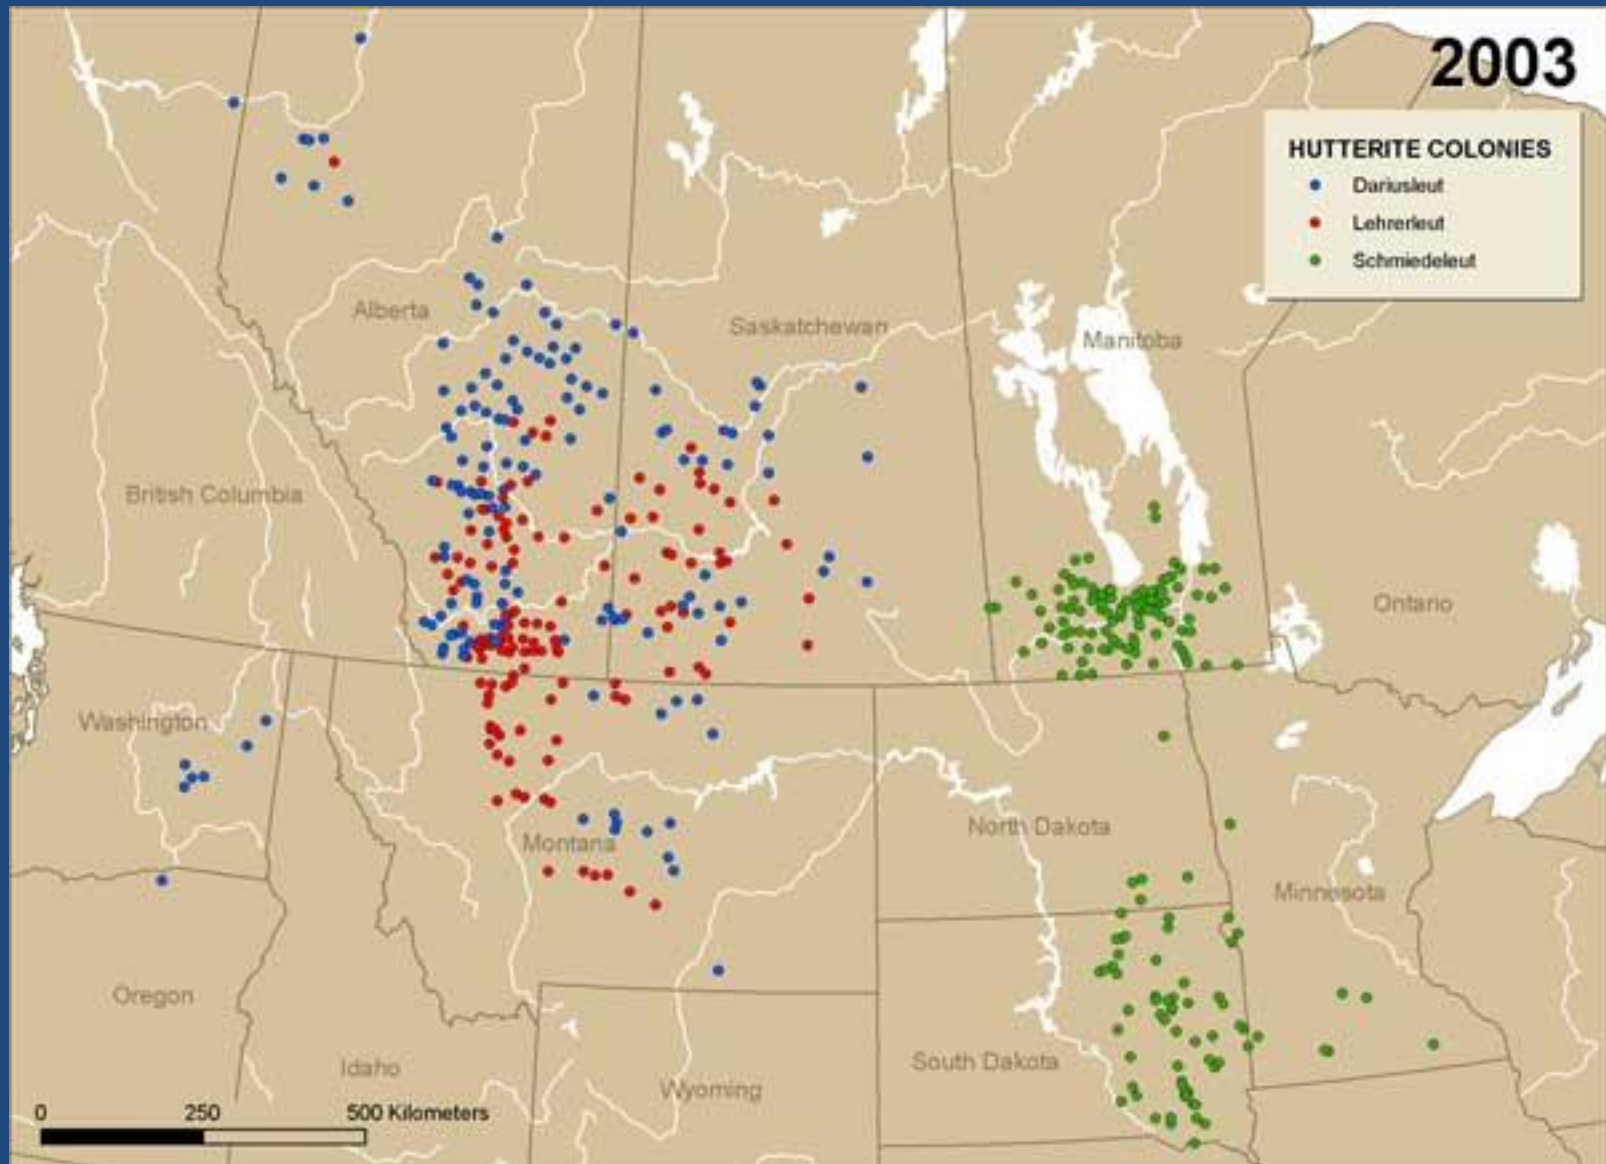 2003
HUTTERITE COLONIES
Dariusleut
Lehrerleut
Schmiedeleut
Alberta
Saskatchewan
Manitoba
British Columbia
Ontario
Washington
North Dakota
Montana
Minnesota
Oregon
South Dakota
Idaho
Wyoming
0 250 500 Kilometers